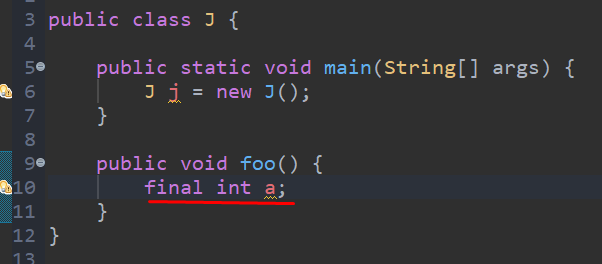 3 public class J {
4
5 public static void main(String[] args) {
6 J j = new J();
7 }
8
9 public void foo() {
10 final int a;
11 }
12 }
13